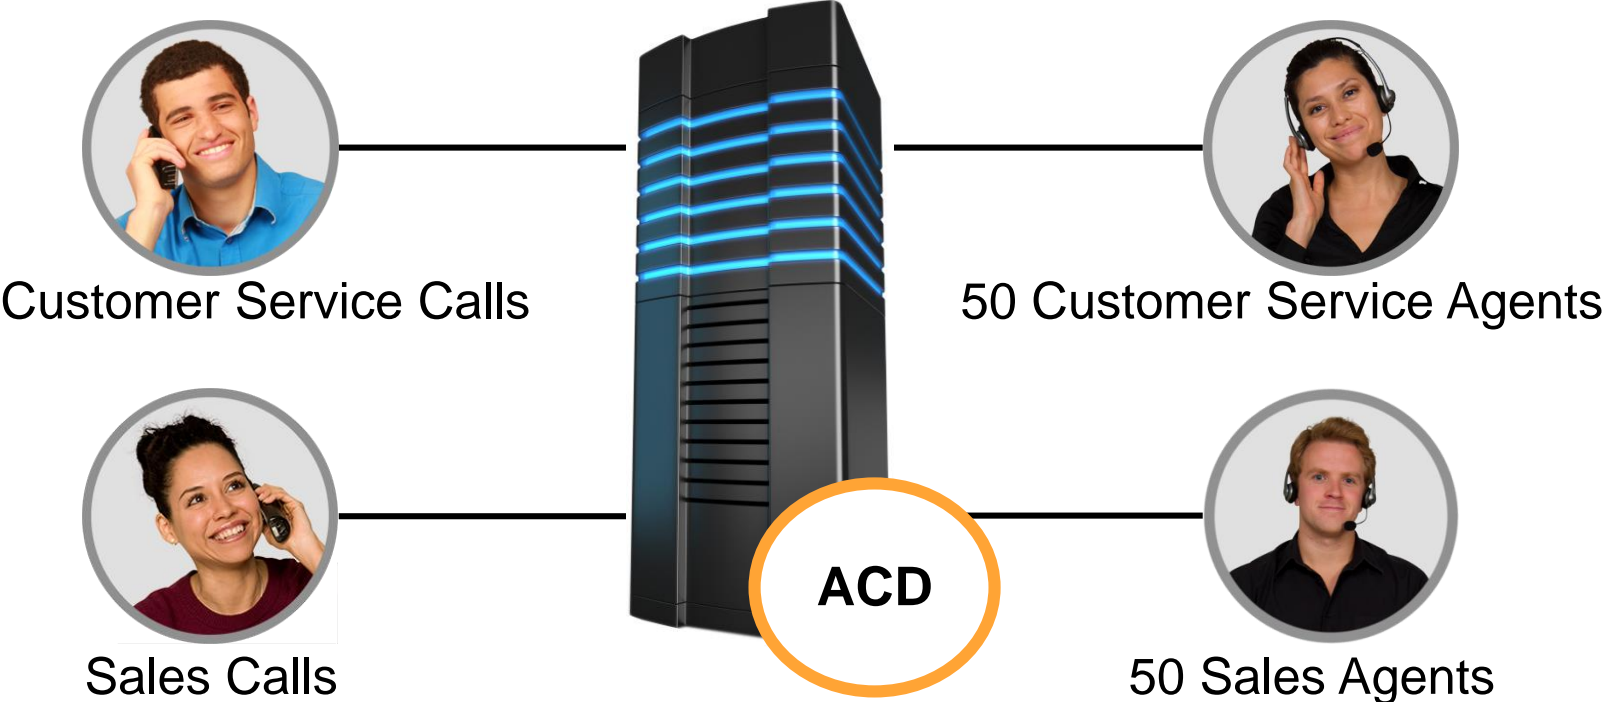 Customer Service Calls
50 Customer Service Agents
ACD
Sales Calls
50 Sales Agents